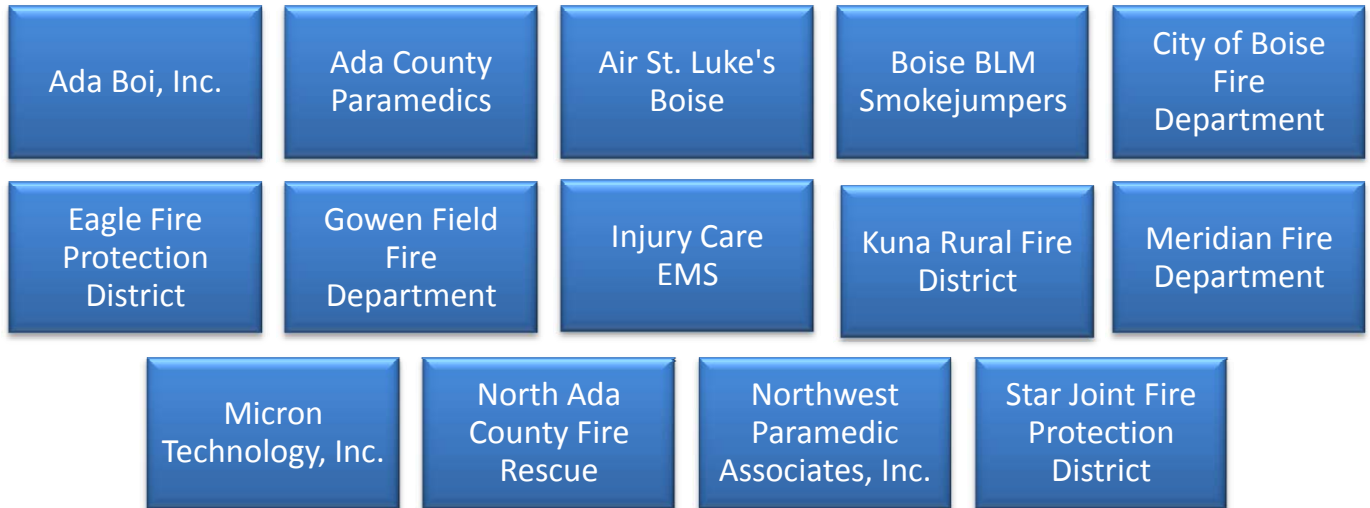 Ada Boi, Inc.
Ada County
Paramedics
Air St. Luke's
Boise
Boise BLM
Smokejumpers
City of Boise
Fire
Department
Eagle Fire
Protection
District
Gowen Field
Fire
Department
Injury Care
EMS
Kuna Rural Fire
District
Meridian Fire
Department
Micron
Technology, Inc.
North Ada
County Fire
Rescue
Northwest
Paramedic
Associates, Inc.
Star Joint Fire
Protection
District